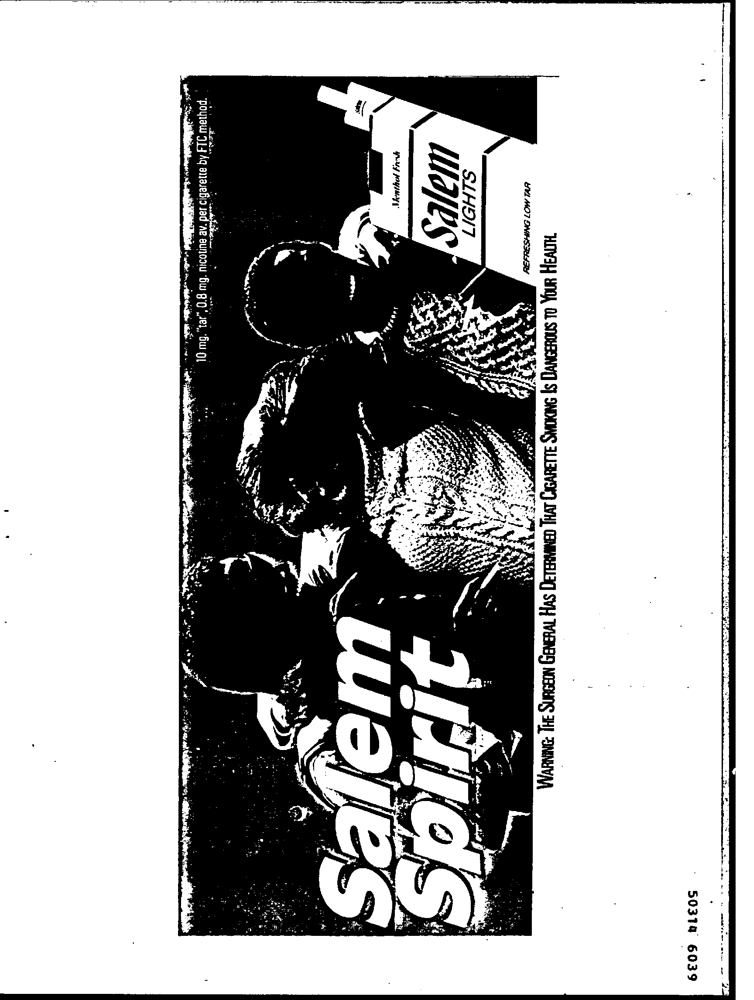 10 mg. "tar", 0.8 mg. nicotine av. per cigarette by FTC method.
Salem
Spirit
Menthol Fresh
Salem
LIGHTS
REFRESHING LOW TAR
WARNING: THE SURGEON GENERAL HAS DETERMINED THAT CIGARETTE SMOKING IS DANGEROUS TO YOUR HEALTH.
50314 6039